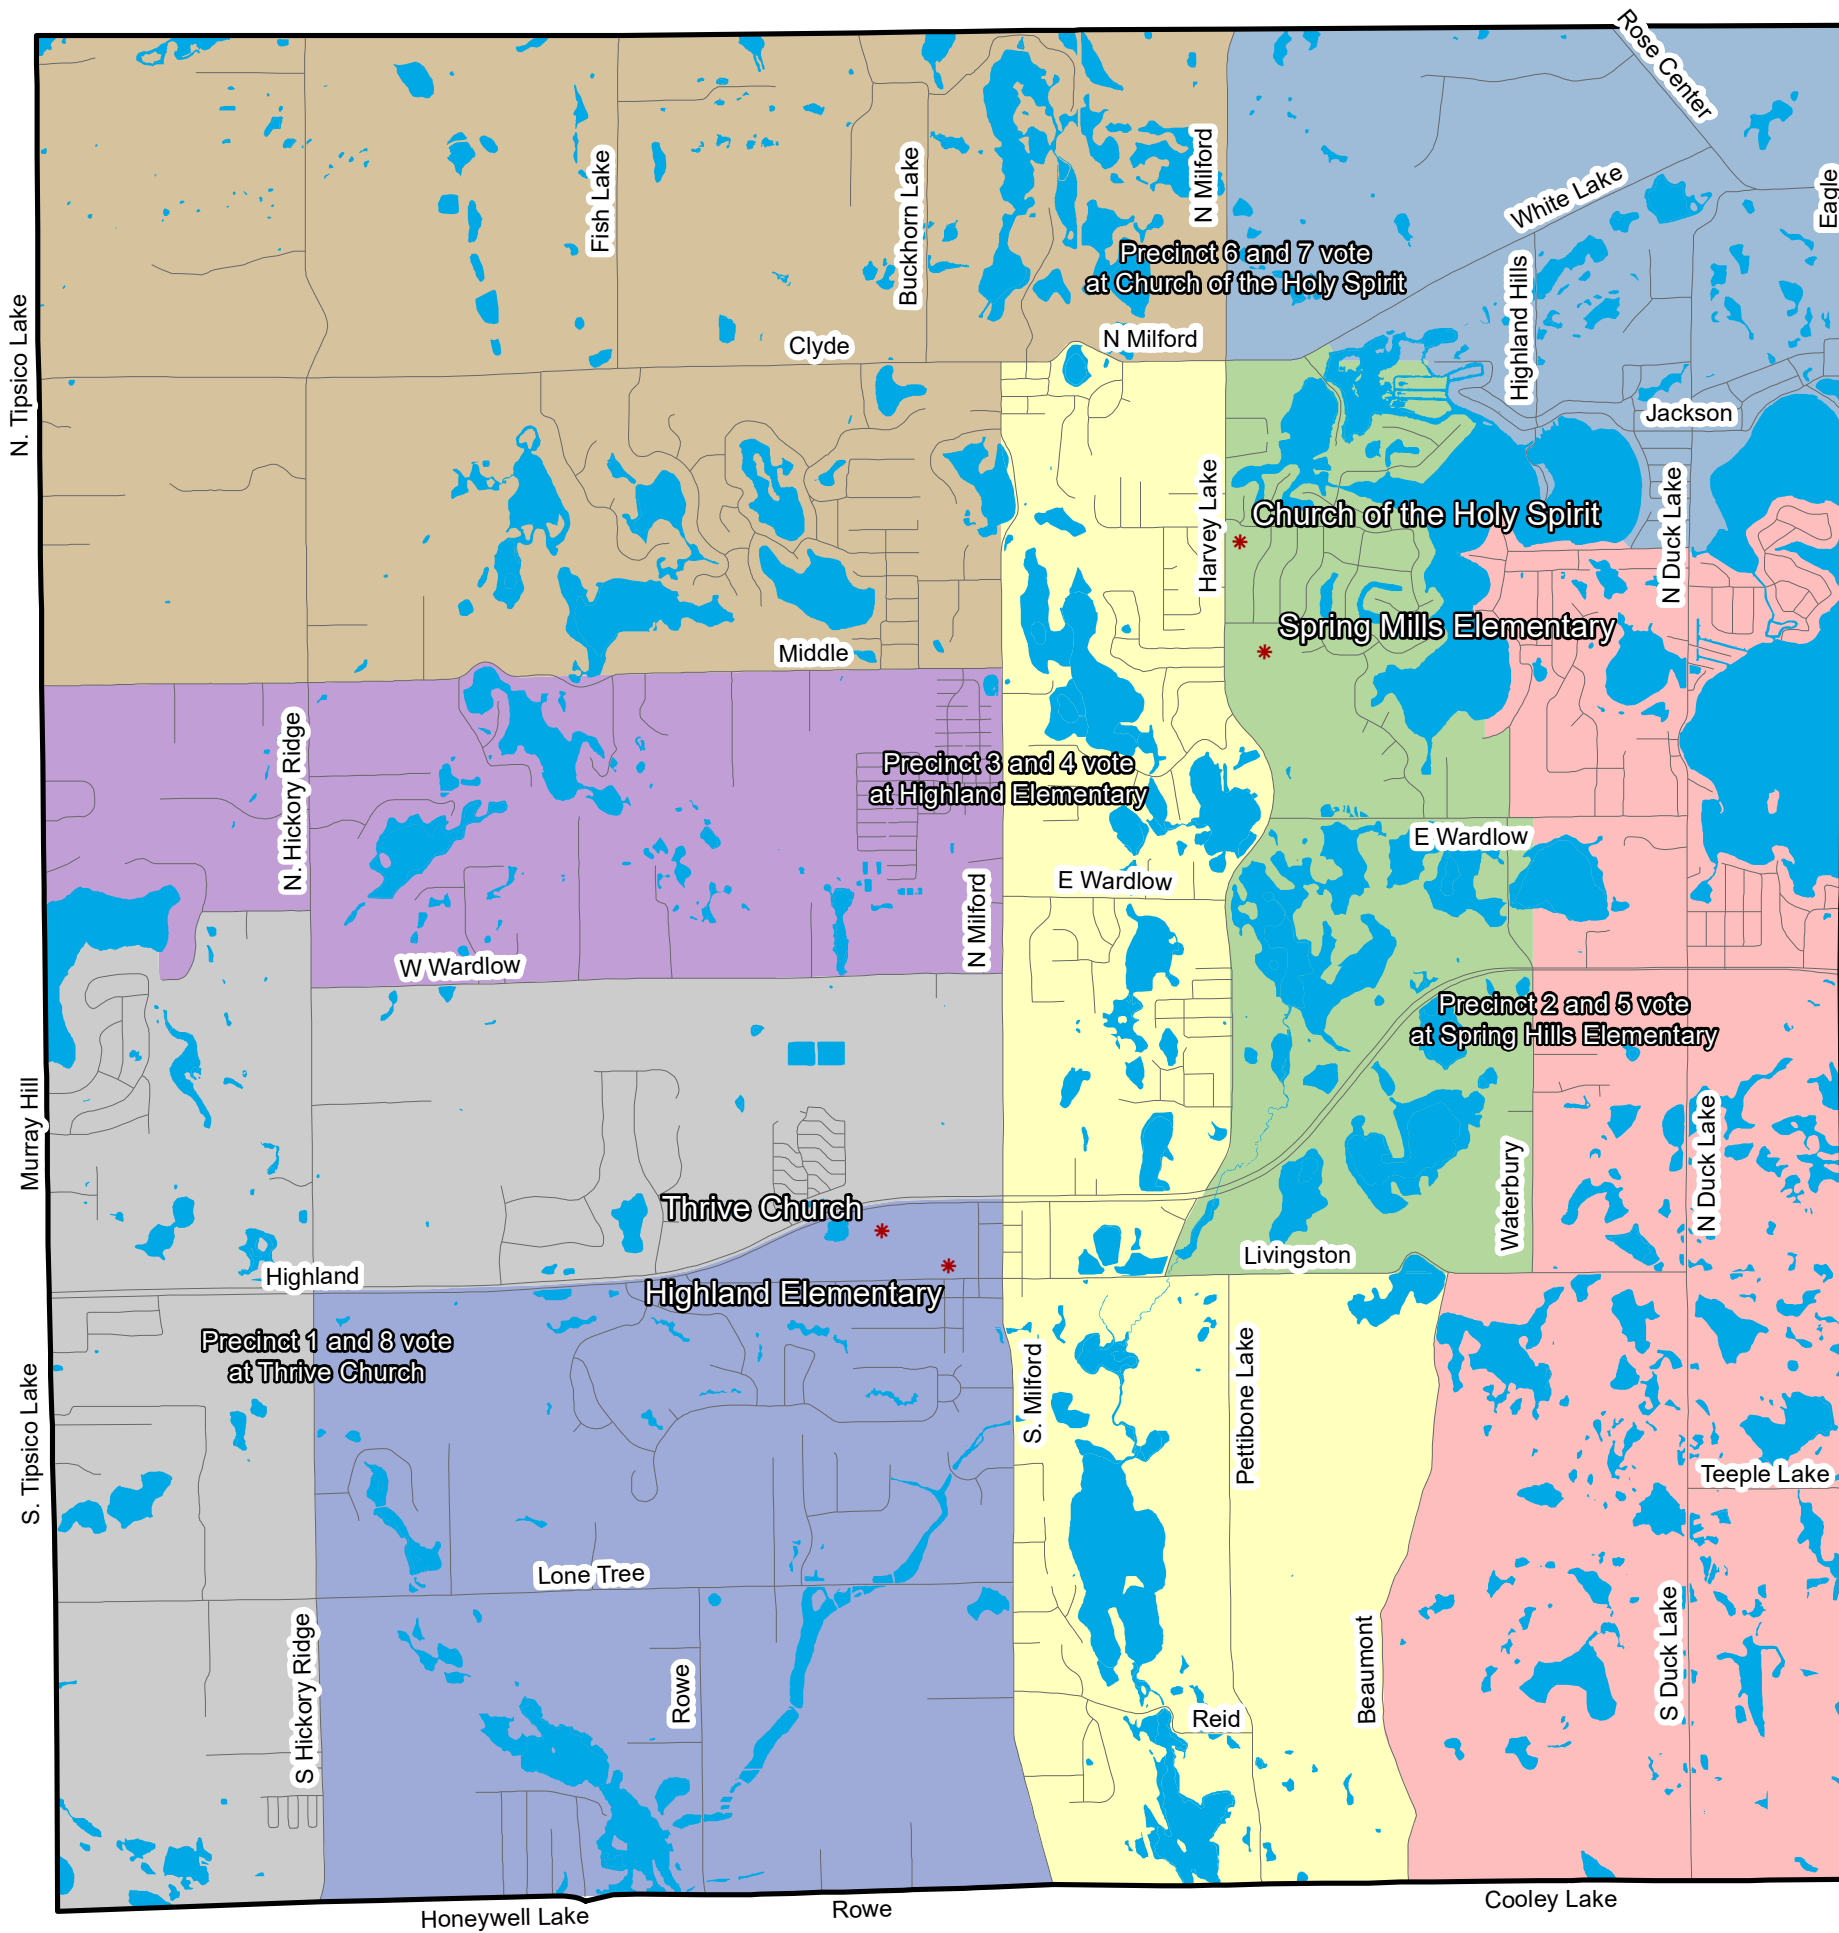 Rose Center
Fish Lake
Buckhorn Lake
N Milford
White Lake
Eagle
Precinct 6 and 7 vote
at Church of the Holy Spirit
Highland Hills
N. Tipsico Lake
Clyde
N Milford
Jackson
Harvey Lake
N Duck Lake
Church of the Holy Spirit
Spring Mills Elementary
Middle
N. Hickory Ridge
Precinct 3 and 4 vote
at Highland Elementary
E Wardlow
E Wardlow
N Milford
W Wardlow
Precinct 2 and 5 vote
at Spring Hills Elementary
Murray Hill
N Duck Lake
Waterbury
Thrive Church
Livingston
Highland
Highland Elementary
Precinct 1 and 8 vote
at Thrive Church
S. Tipsico Lake
S. Milford
Pettibone Lake
Teeple Lake
Lone Tree
S Hickory Ridge
Rowe
Beaumont
S Duck Lake
Reid
Honeywell Lake
Rowe
Cooley Lake